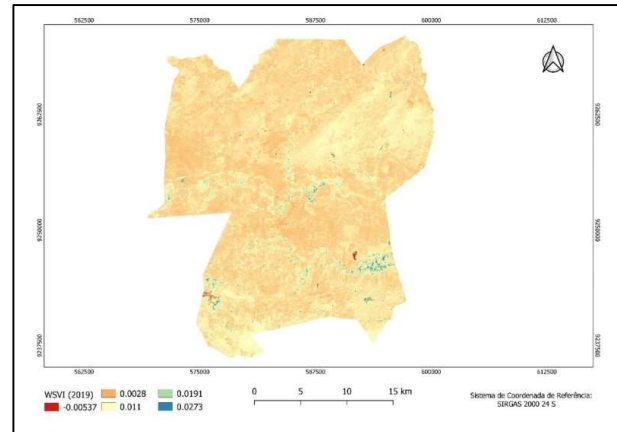 562500 575000 587500 600000 612500
9262500 9262500
9250000 9250000
9237500 9237500
562500 575000 587500 600000 612500
WSVI (2019) 0.0028 0.0191
-0.00537 0.011 0.0273
0 5 10 15 km
Sistema de Coordenada de Referência:
SIRGAS 2000 24 S